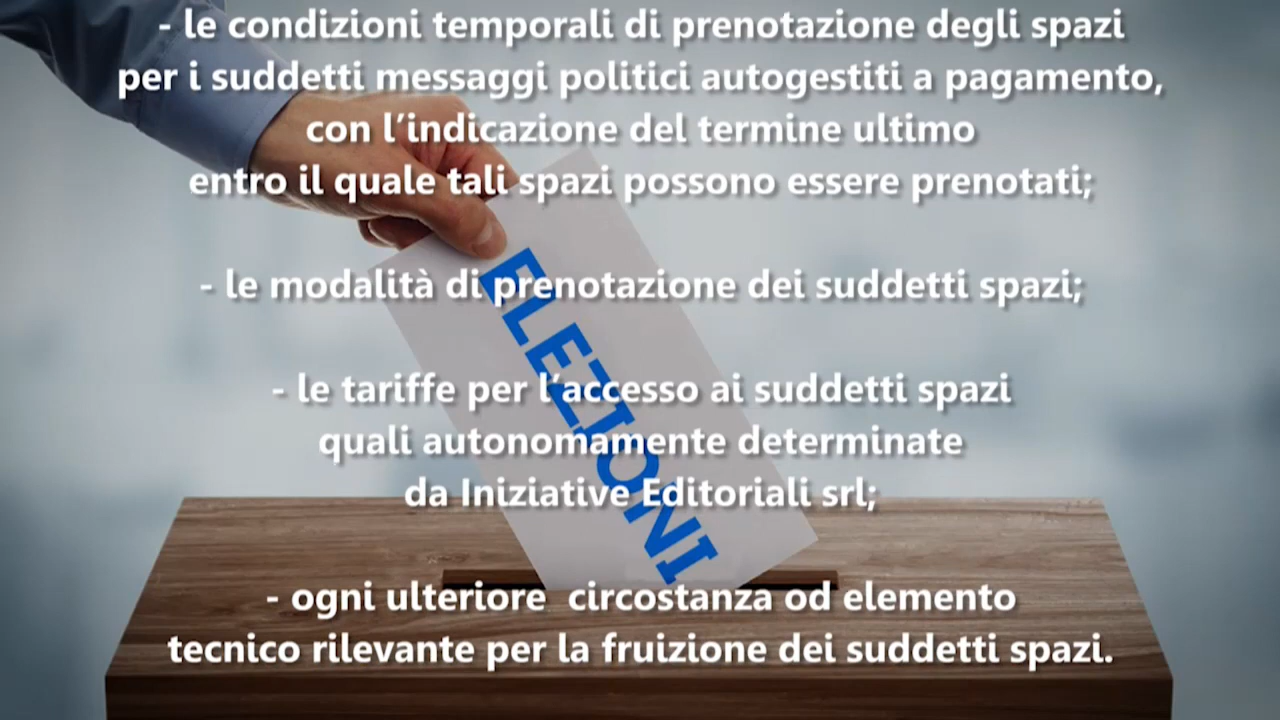 - le condizioni temporali di prenotazione degli spazi
per i suddetti messaggi politici autogestiti a pagamento,
con l’indicazione del termine ultimo
entro il quale tali spazi possono essere prenotati;
- le modalità di prenotazione dei suddetti spazi;
- le tariffe per l’accesso ai suddetti spazi
quali autonomamente determinate
da Iniziative Editoriali srl;
- ogni ulteriore  circostanza od elemento
tecnico rilevante per la fruizione dei suddetti spazi.
ELEZIONI